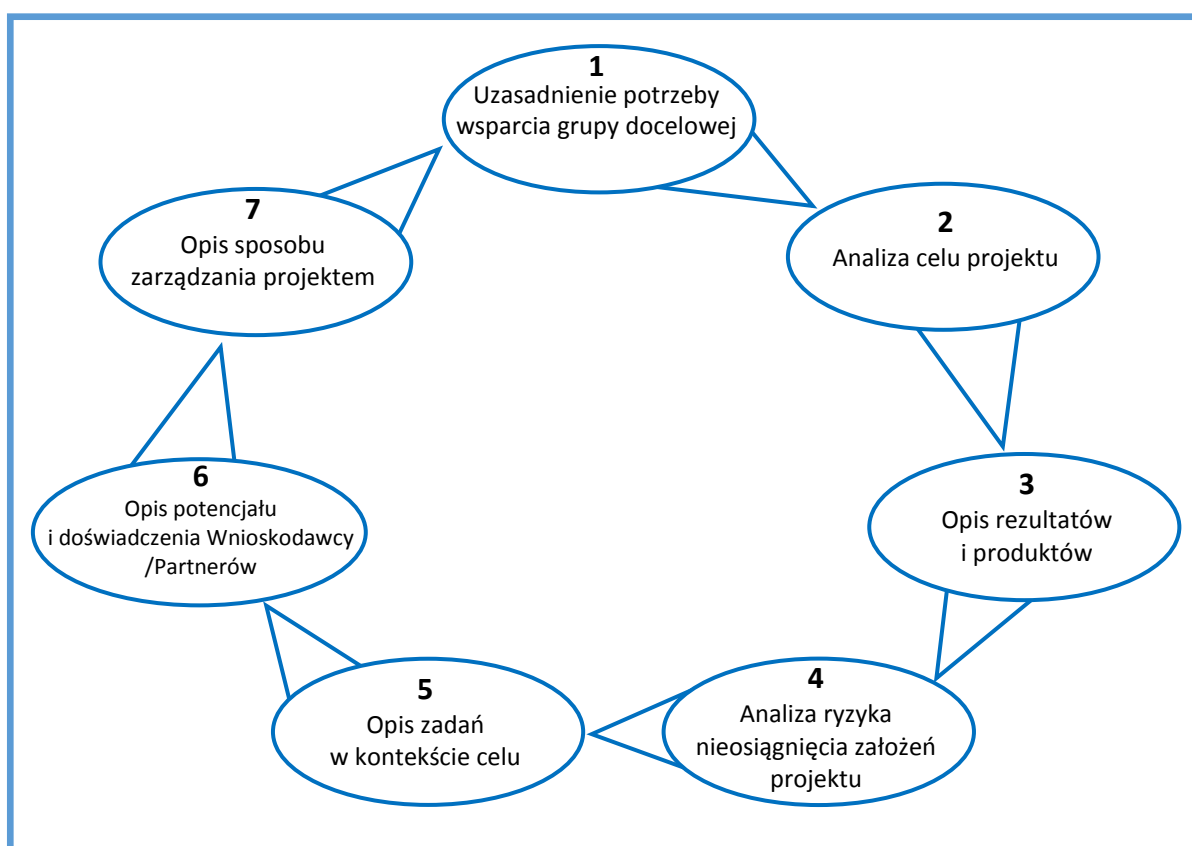 1
Uzasadnienie potrzeby
wsparcia grupy docelowej
2
Analiza celu projektu
3
Opis rezultatów
i produktów
4
Analiza ryzyka
nieosiągnięcia założeń
projektu
5
Opis zadań
w kontekście celu
6
Opis potencjału
i doświadczenia Wnioskodawcy
/Partnerów
7
Opis sposobu
zarządzania projektem